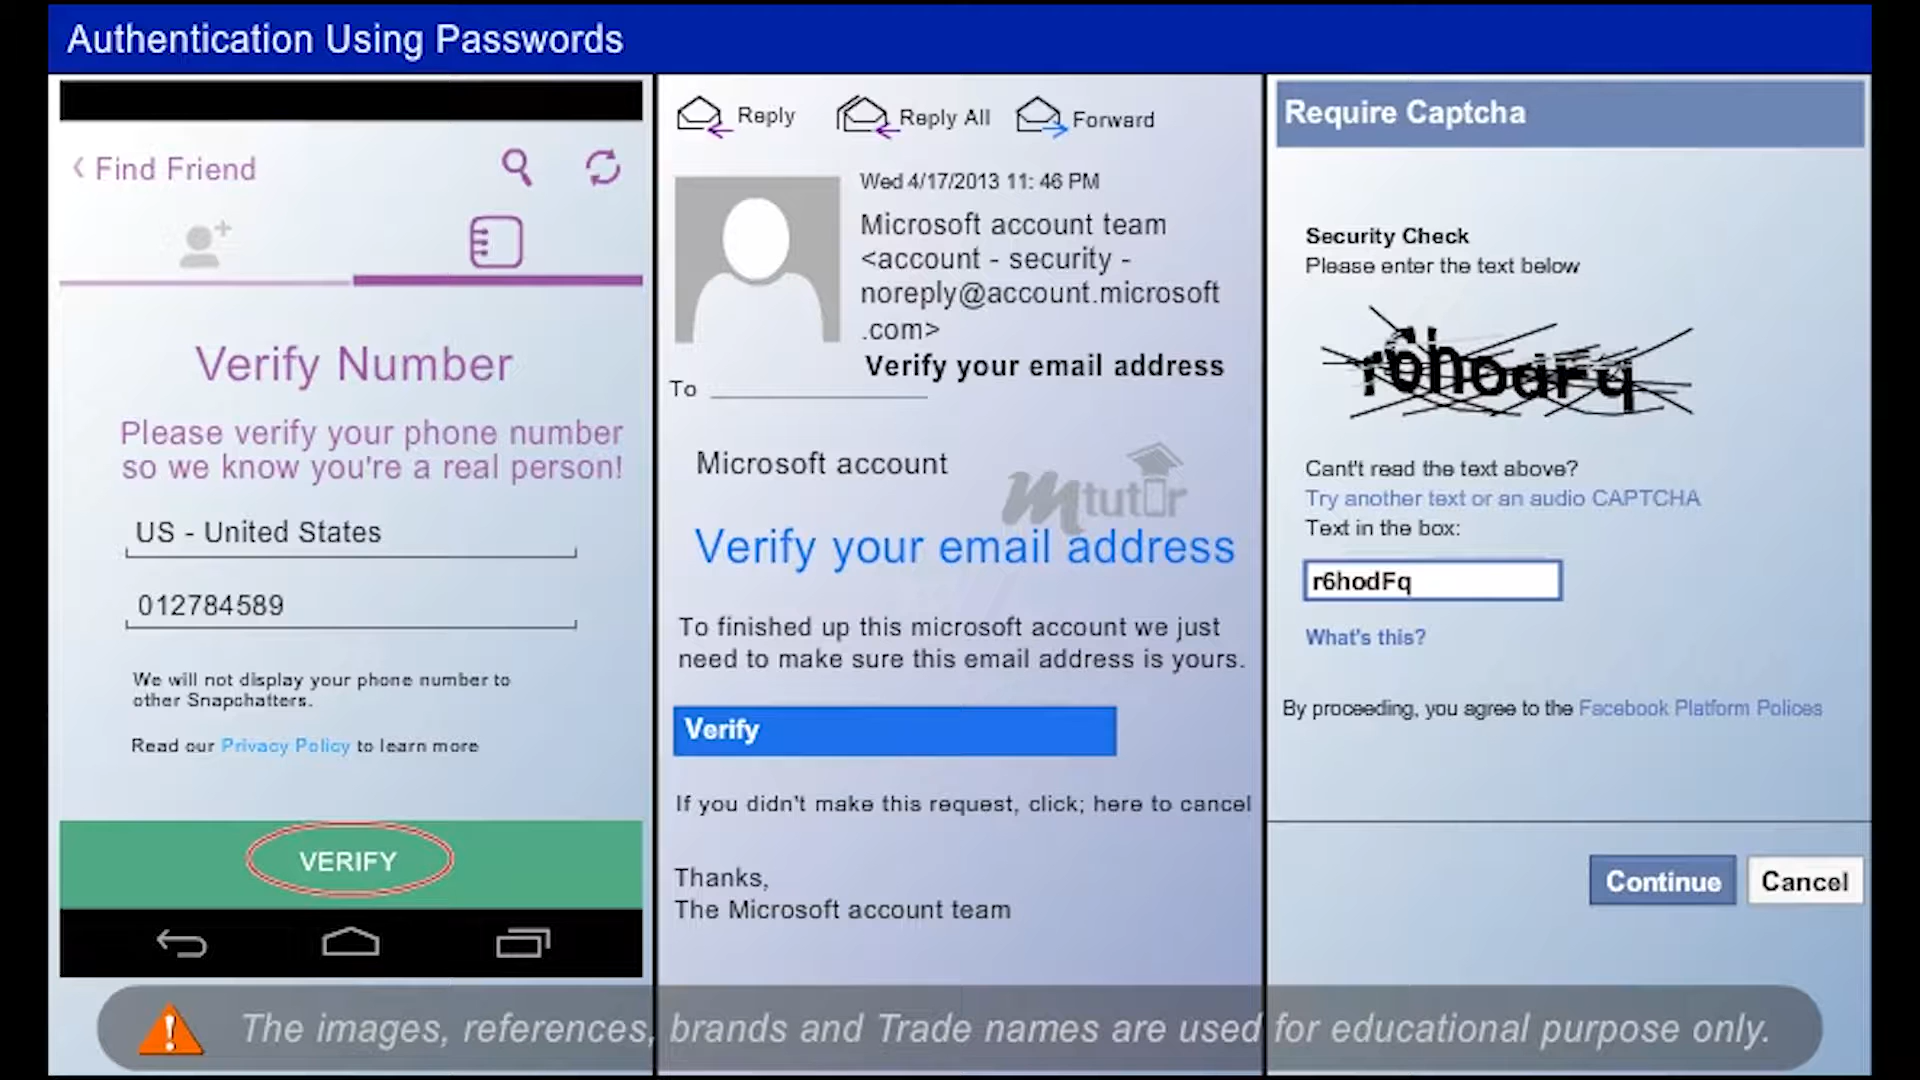 Authentication Using Passwords
Find Friend
Verify Number
Please verify your phone number
so we know you're a real person!
US - United States
012784589
We will not display your phone number to
other Snapchatters.
Read our Privacy Policy to learn more
VERIFY
Reply
Reply All
Forward
Wed 4/17/2013 11: 46 PM
Microsoft account team
<account - security -
noreply@account.microsoft
.com>
Verify your email address
To
Microsoft account
mtutor
Verify your email address
To finished up this microsoft account we just
need to make sure this email address is yours.
Verify
If you didn't make this request, click; here to cancel
Thanks,
The Microsoft account team
Require Captcha
Security Check
Please enter the text below
r6hodFq
Cant't read the text above?
Try another text or an audio CAPTCHA
Text in the box:
r6hodFq
What's this?
By proceeding, you agree to the Facebook Platform Polices
Continue
Cancel
The images, references, brands and Trade names are used for educational purpose only.